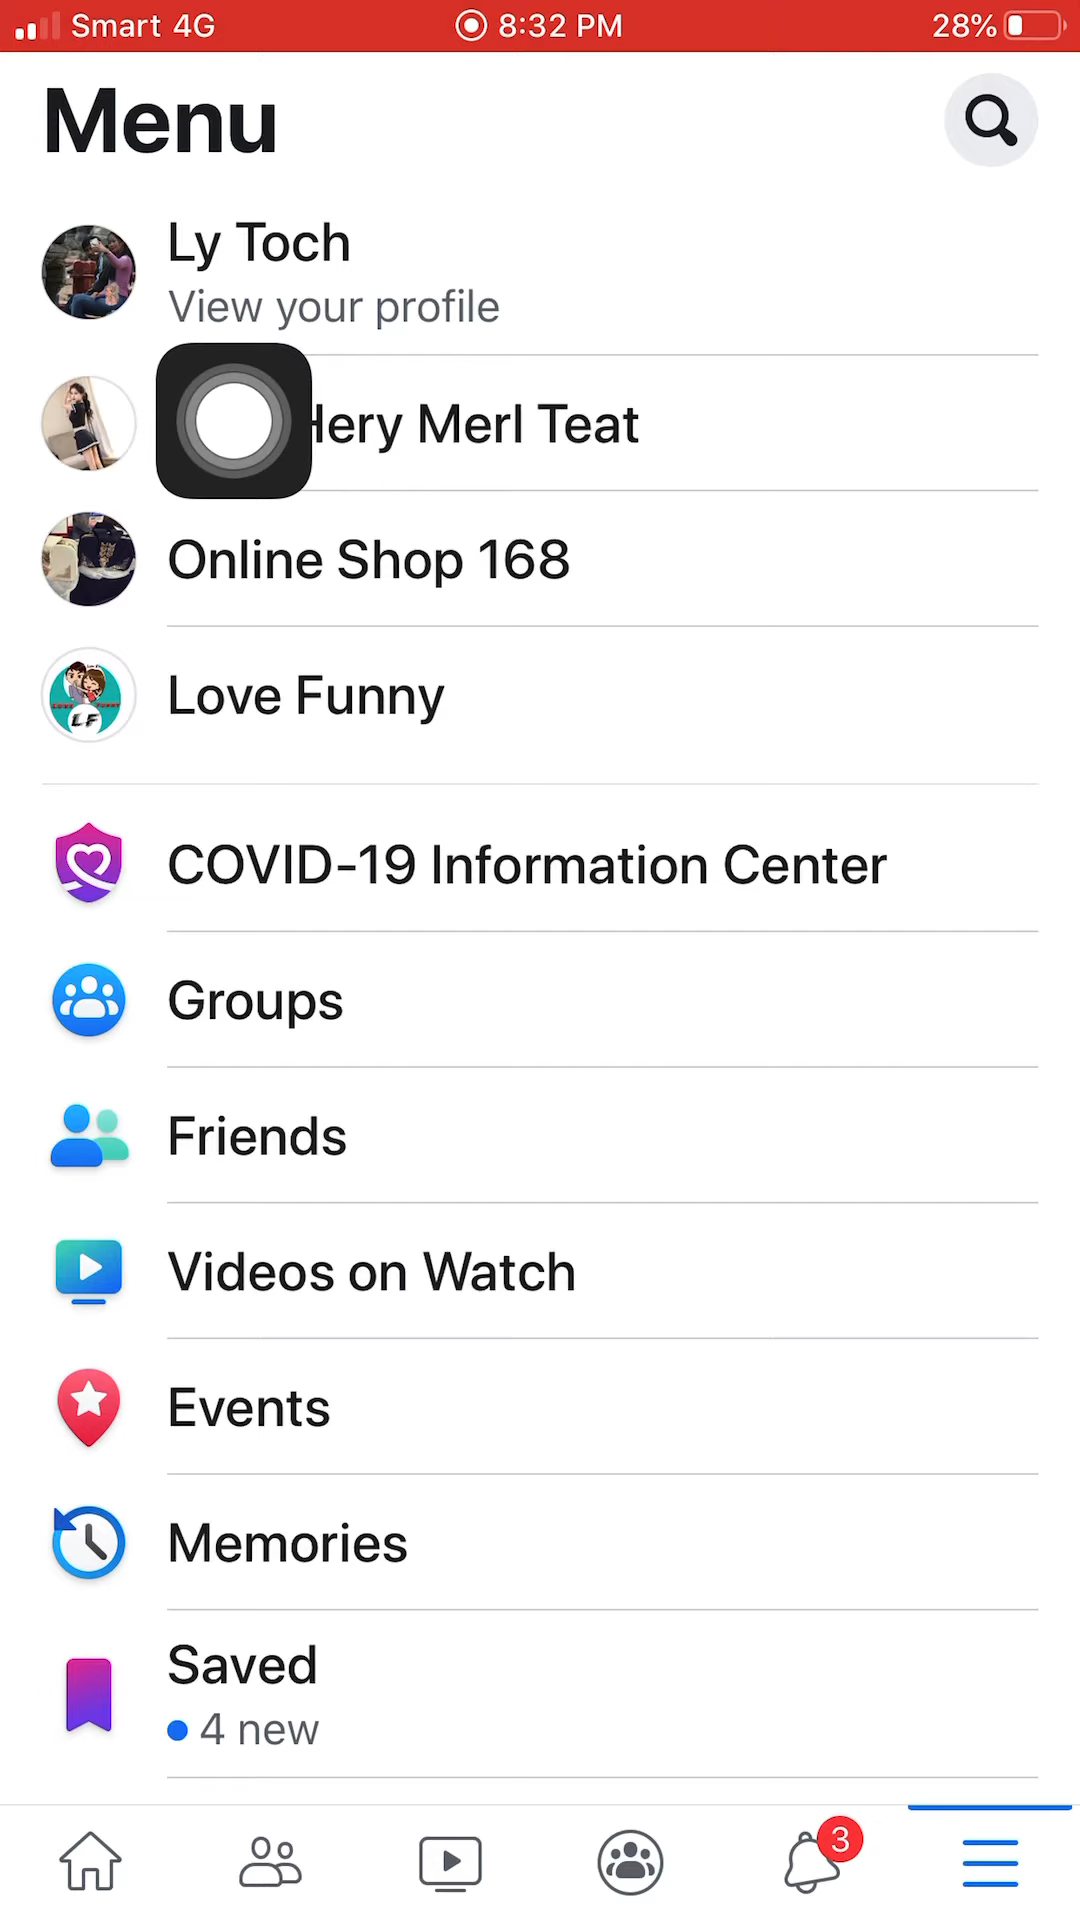 Smart 4G 8:32 PM 28%
Menu
Ly Toch
View your profile
Merl Teat
Online Shop 168
Love Funny
LF
COVID-19 Information Center
Groups
Friends
Videos on Watch
Events
Memories
Saved
4 new
3